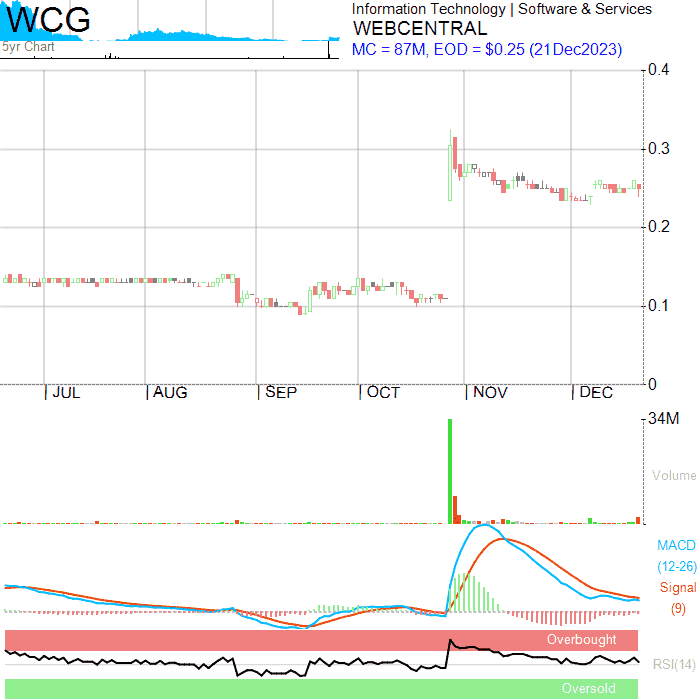 WCG
5yr Chart
Information Technology | Software & Services
WEBCENTRAL
MC = 87M, EOD = $0.25 (21Dec2023)
0.4
0.3
0.2
0.1
0
JUL
AUG
SEP
OCT
NOV
DEC
34M
Volume
MACD
(12-26)
Signal
(9)
Overbought
RSI(14)
Oversold